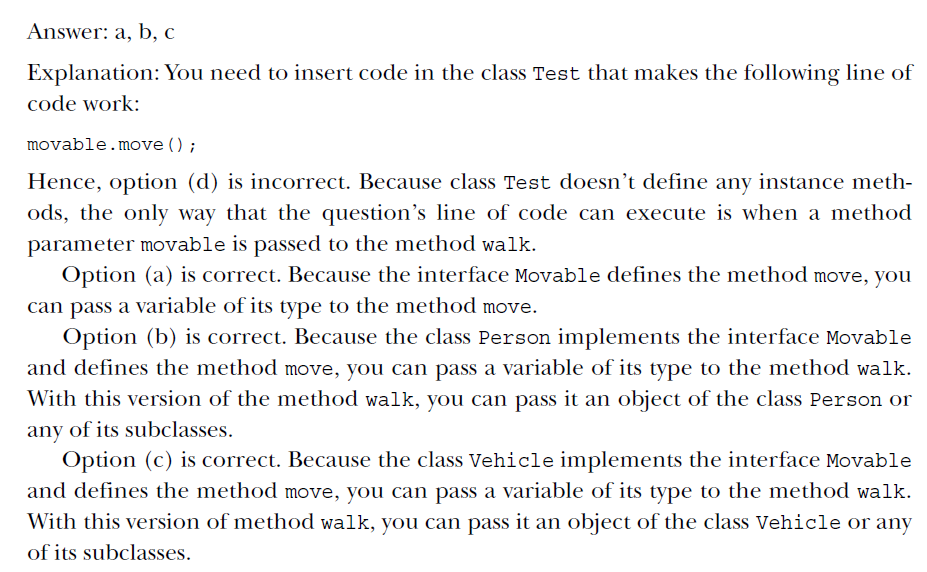 Answer: a, b, c
Explanation: You need to insert code in the class Test that makes the following line of
code work:
movable.move();
Hence, option (d) is incorrect. Because class Test doesn’t define any instance meth-
ods, the only way that the question’s line of code can execute is when a method
parameter movable is passed to the method walk.
Option (a) is correct. Because the interface Movable defines the method move, you
can pass a variable of its type to the method move.
Option (b) is correct. Because the class Person implements the interface Movable
and defines the method move, you can pass a variable of its type to the method walk.
With this version of the method walk, you can pass it an object of the class Person or
any of its subclasses.
Option (c) is correct. Because the class Vehicle implements the interface Movable
and defines the method move, you can pass a variable of its type to the method walk.
With this version of method walk, you can pass it an object of the class Vehicle or any
of its subclasses.